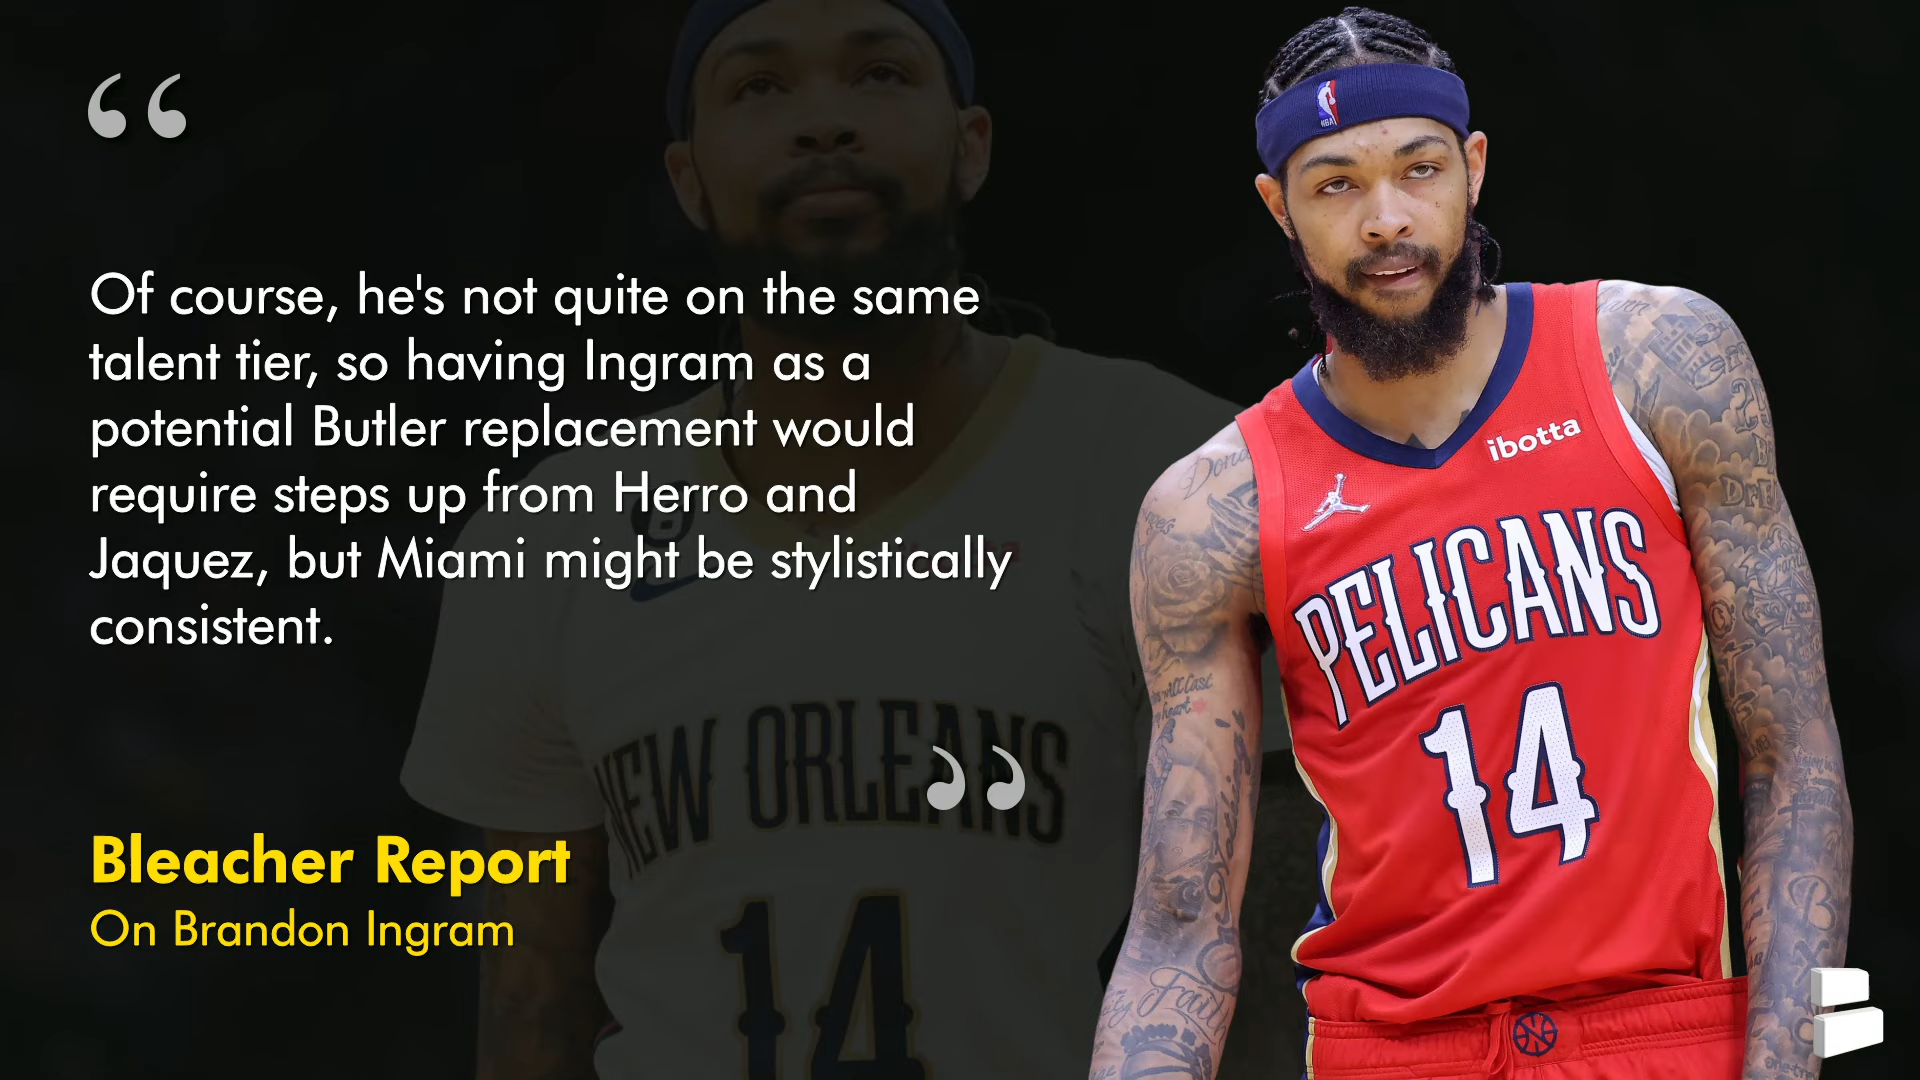 “
Of course, he's not quite on the same
talent tier, so having Ingram as a
potential Butler replacement would
require steps up from Herro and
Jaquez, but Miami might be stylistically
consistent.
”
Bleacher Report
On Brandon Ingram
NBA
ibotta
PELICANS
14
NEW ORLEANS
14